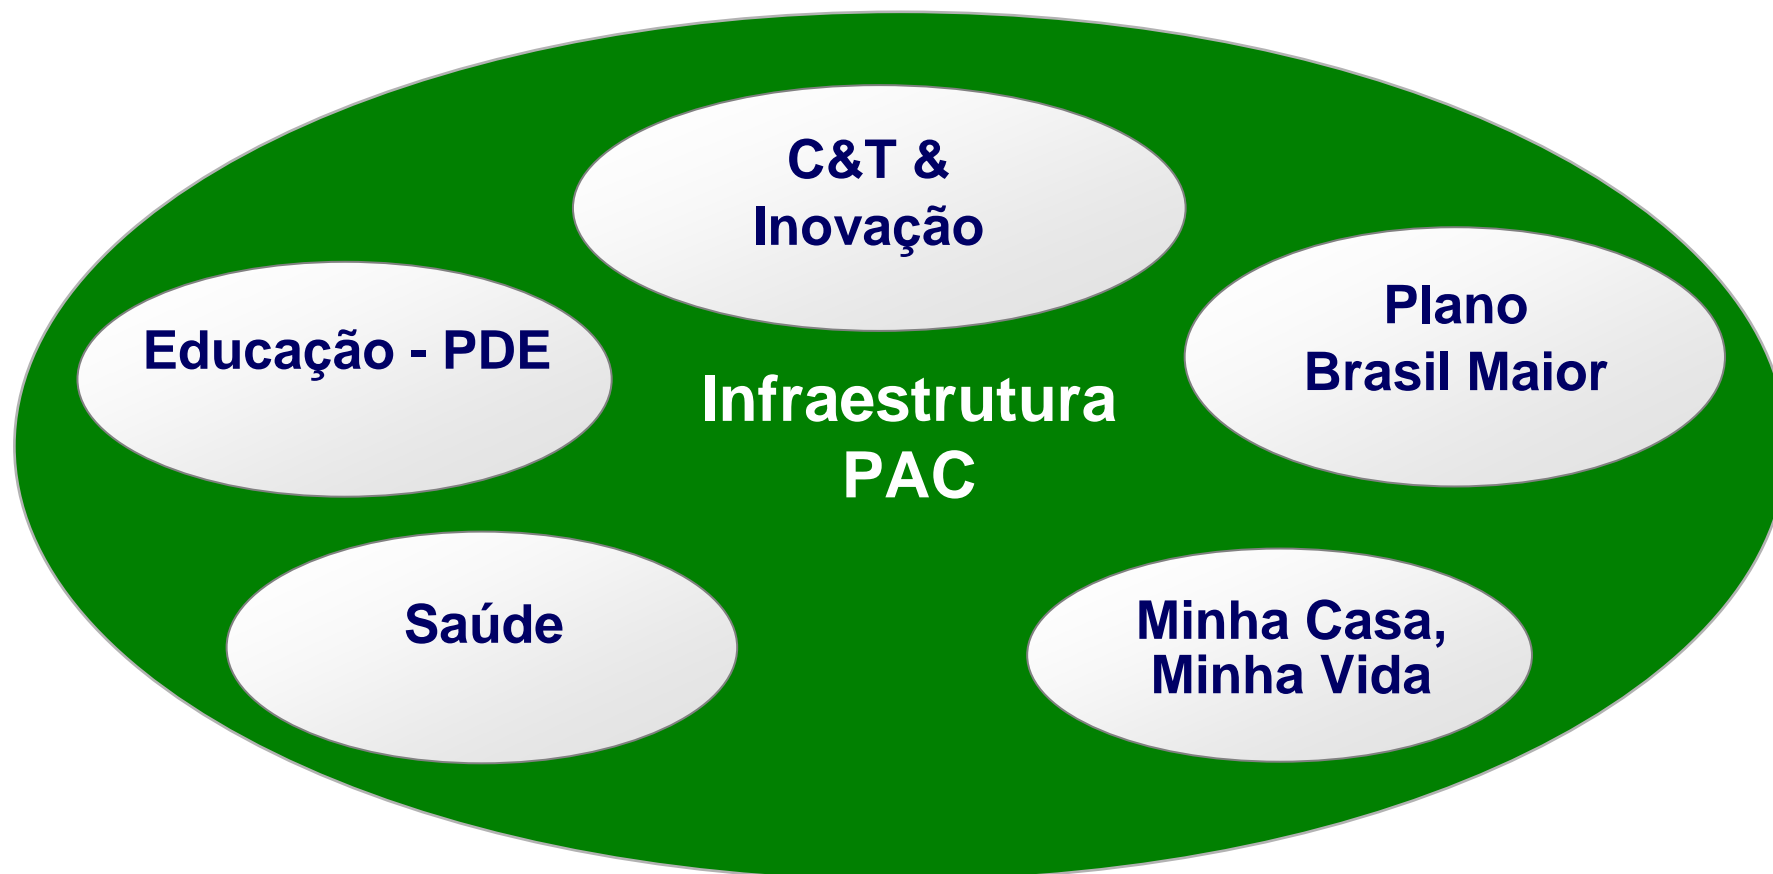 C&T &
Inovação
Plano
Brasil Maior
Educação - PDE
Infraestrutura
PAC
Saúde
Minha Casa,
Minha Vida